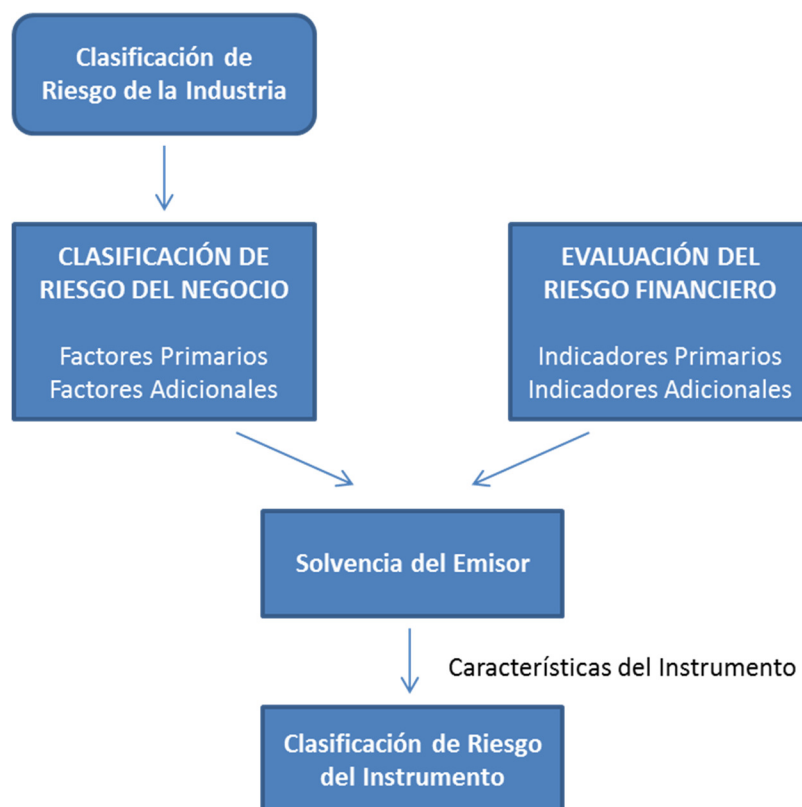 Clasificación de
Riesgo de la Industria
CLASIFICACIÓN DE
RIESGO DEL NEGOCIO
Factores Primarios
Factores Adicionales
EVALUACIÓN DEL
RIESGO FINANCIERO
Indicadores Primarios
Indicadores Adicionales
Solvencia del Emisor
Características del Instrumento
Clasificación de Riesgo
del Instrumento